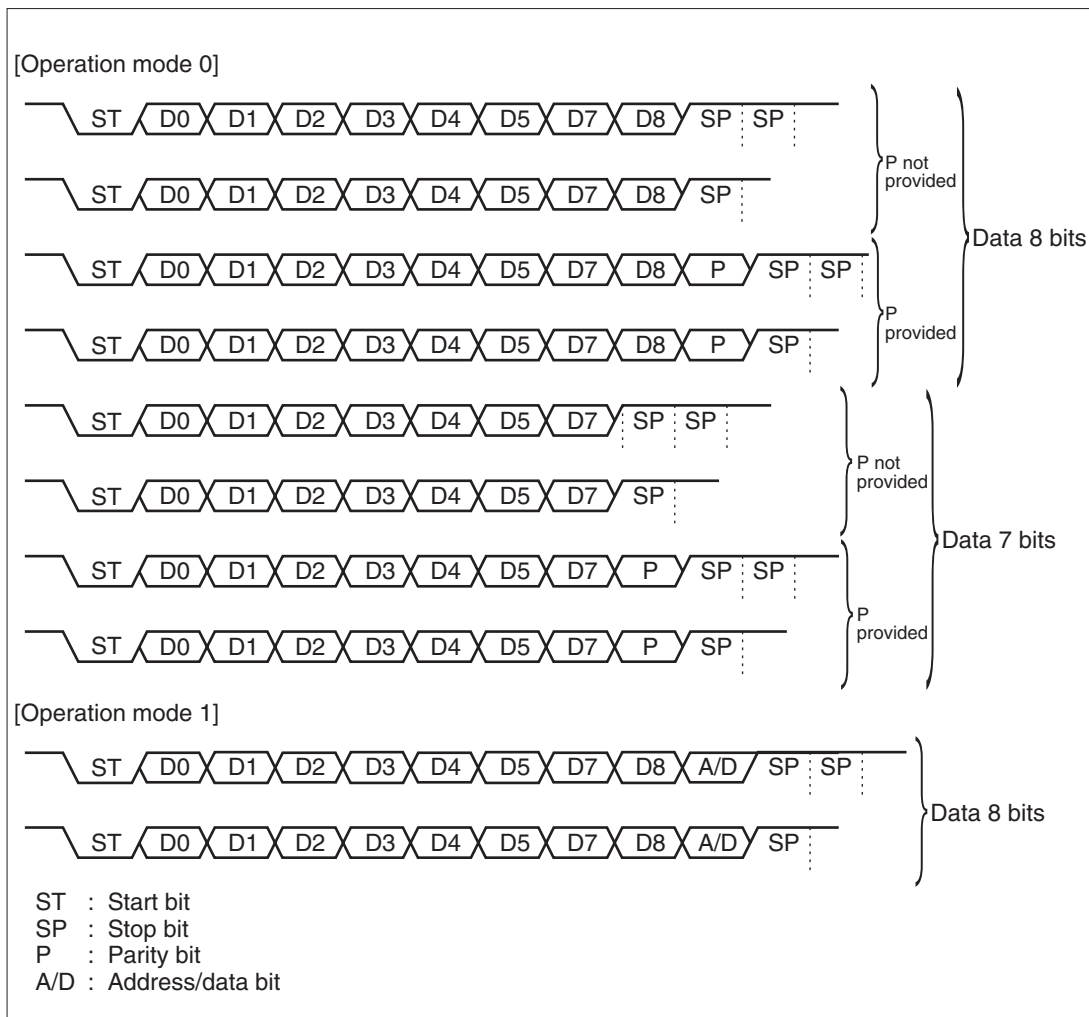 [Operation mode 0]
ST D0 D1 D2 D3 D4 D5 D7 D8 SP SP
ST D0 D1 D2 D3 D4 D5 D7 D8 SP
P not
provided
ST D0 D1 D2 D3 D4 D5 D7 D8 P SP SP
ST D0 D1 D2 D3 D4 D5 D7 D8 P SP
P
provided
Data 8 bits
ST D0 D1 D2 D3 D4 D5 D7 SP SP
ST D0 D1 D2 D3 D4 D5 D7 SP
P not
provided
ST D0 D1 D2 D3 D4 D5 D7 P SP SP
ST D0 D1 D2 D3 D4 D5 D7 P SP
P
provided
Data 7 bits
[Operation mode 1]
ST D0 D1 D2 D3 D4 D5 D7 D8 A/D SP SP
ST D0 D1 D2 D3 D4 D5 D7 D8 A/D SP
Data 8 bits
ST : Start bit
SP : Stop bit
P : Parity bit
A/D : Address/data bit